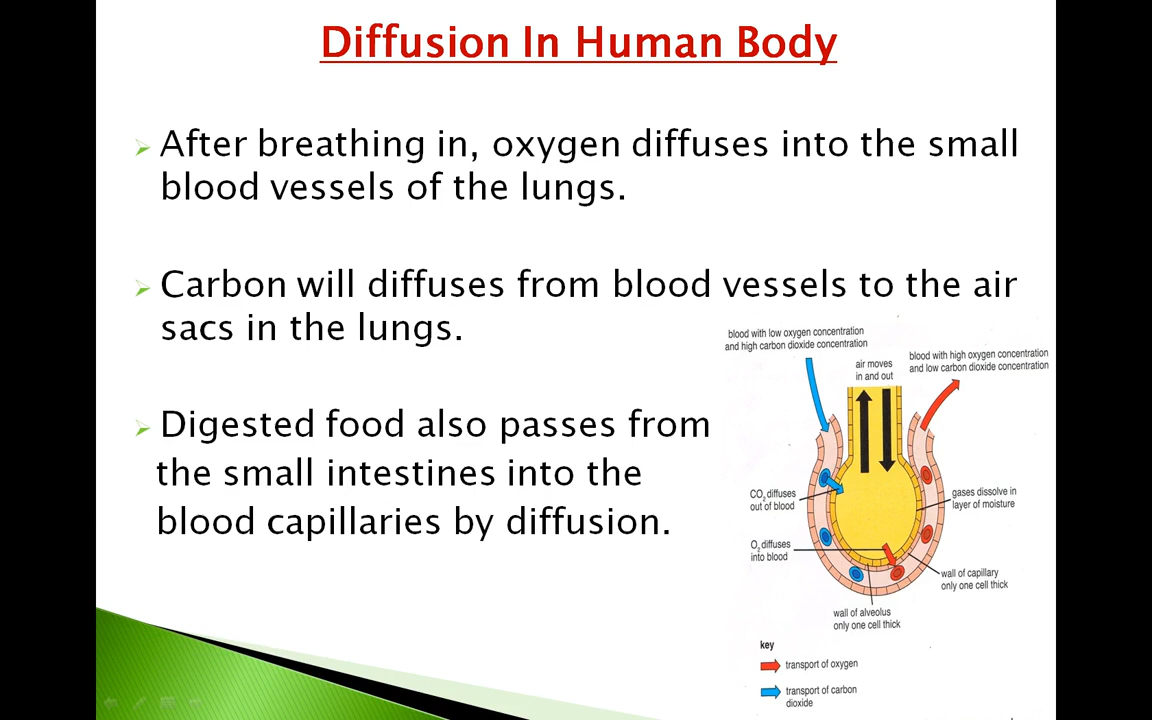 Diffusion In Human Body
After breathing in, oxygen diffuses into the small
blood vessels of the lungs.
Carbon will diffuses from blood vessels to the air
sacs in the lungs.
Digested food also passes from
the small intestines into the
blood capillaries by diffusion.
blood with low oxygen concentration
and high carbon dioxide concentration
air moves
in and out
blood with high oxygen concentration
and low carbon dioxide concentration
CO2 diffuses
out of blood
gases dissolve in
layer of moisture
O2 diffuses
into blood
wall of capillary
only one cell thick
wall of alveolus
only one cell thick
key
transport of oxygen
transport of carbon
dioxide